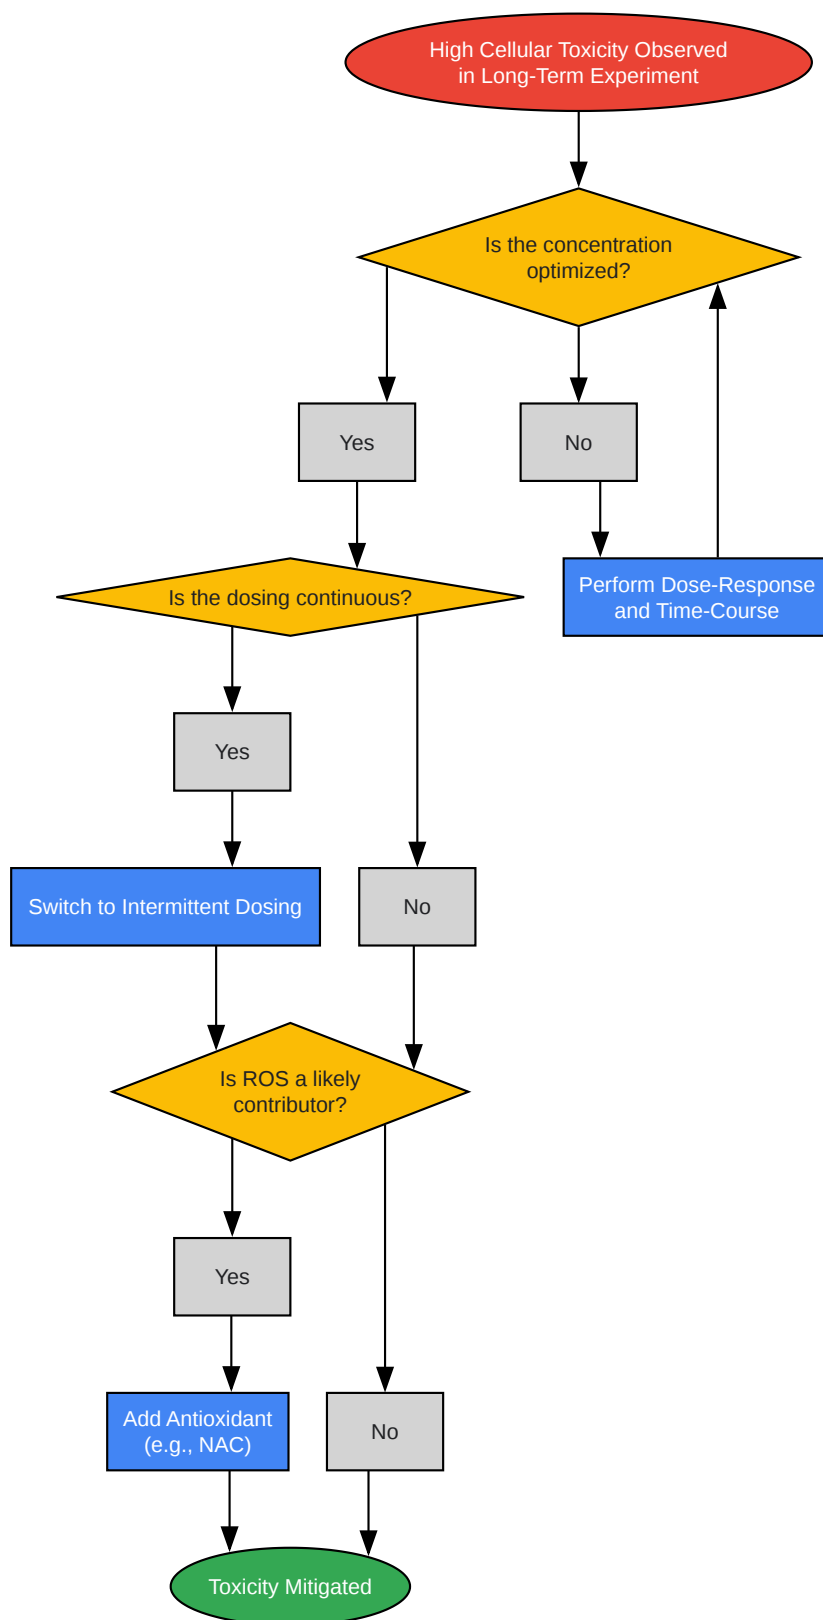 High Cellular Toxicity Observed
in Long-Term Experiment
Is the concentration
optimized?
Yes
No
Is the dosing continuous?
Perform Dose-Response
and Time-Course
Yes
Switch to Intermittent Dosing
No
Is ROS a likely
contributor?
Yes
Add Antioxidant
(e.g., NAC)
No
Toxicity Mitigated